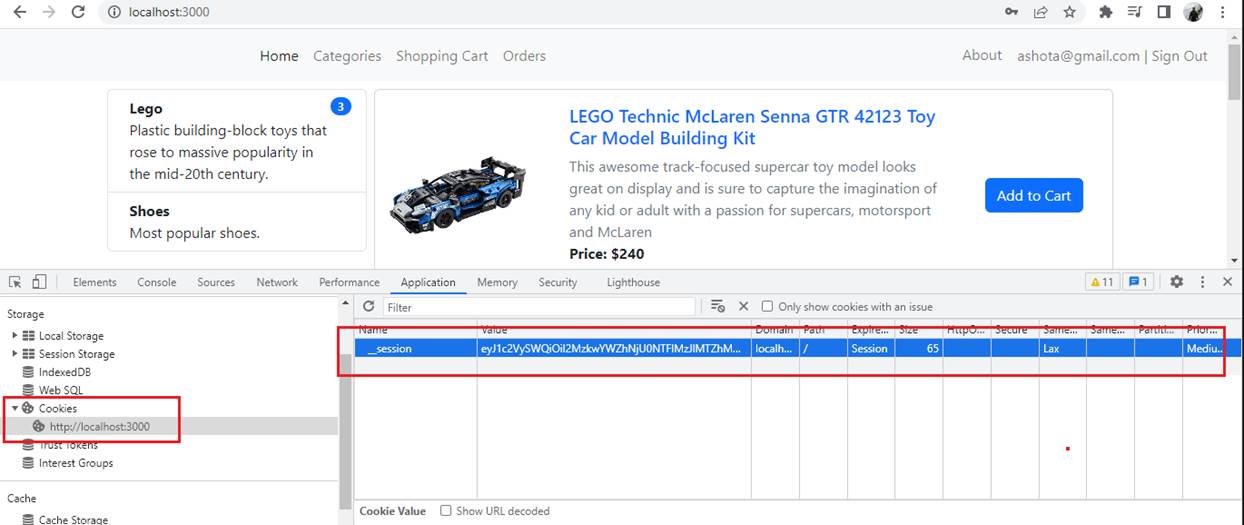 localhost:3000
Home Categories Shopping Cart Orders About ashota@gmail.com | Sign Out
Lego 3
Plastic building-block toys that
rose to massive popularity in
the mid-20th century.
Shoes
Most popular shoes.
LEGO Technic McLaren Senna GTR 42123 Toy
Car Model Building Kit
This awesome track-focused supercar toy model looks
great on display and is sure to capture the imagination of
any kid or adult with a passion for supercars, motorsport
and McLaren
Price: $240
Add to Cart
Elements Console Sources Network Performance Application Memory Security Lighthouse 11 1
Storage
Local Storage
Session Storage
IndexedDB
Web SQL
Cookies
http://localhost:3000
Trust Tokens
Interest Groups
Cache
Cache Storage
Filter Only show cookies with an issue
Name Value Domain Path Expire... Size HttpO... Secure Same... Same... Partiti... Prior...
__session localh... / Session 65 Lax Mediu...
Cookie Value Show URL decoded